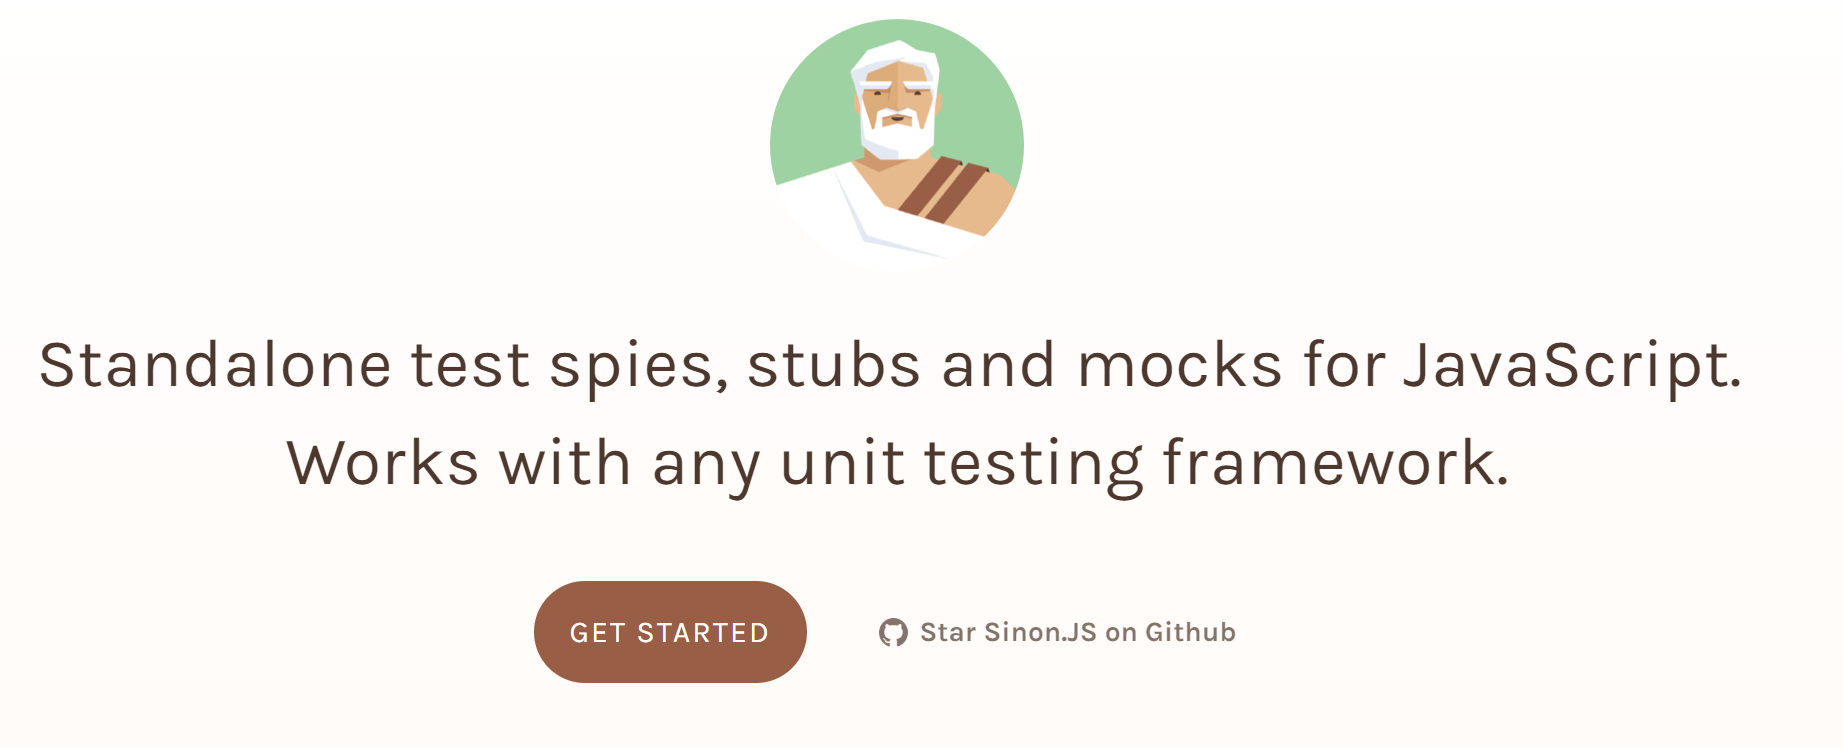 Standalone test spies, stubs and mocks for JavaScript.
Works with any unit testing framework.
GET STARTED
Star Sinon.JS on Github